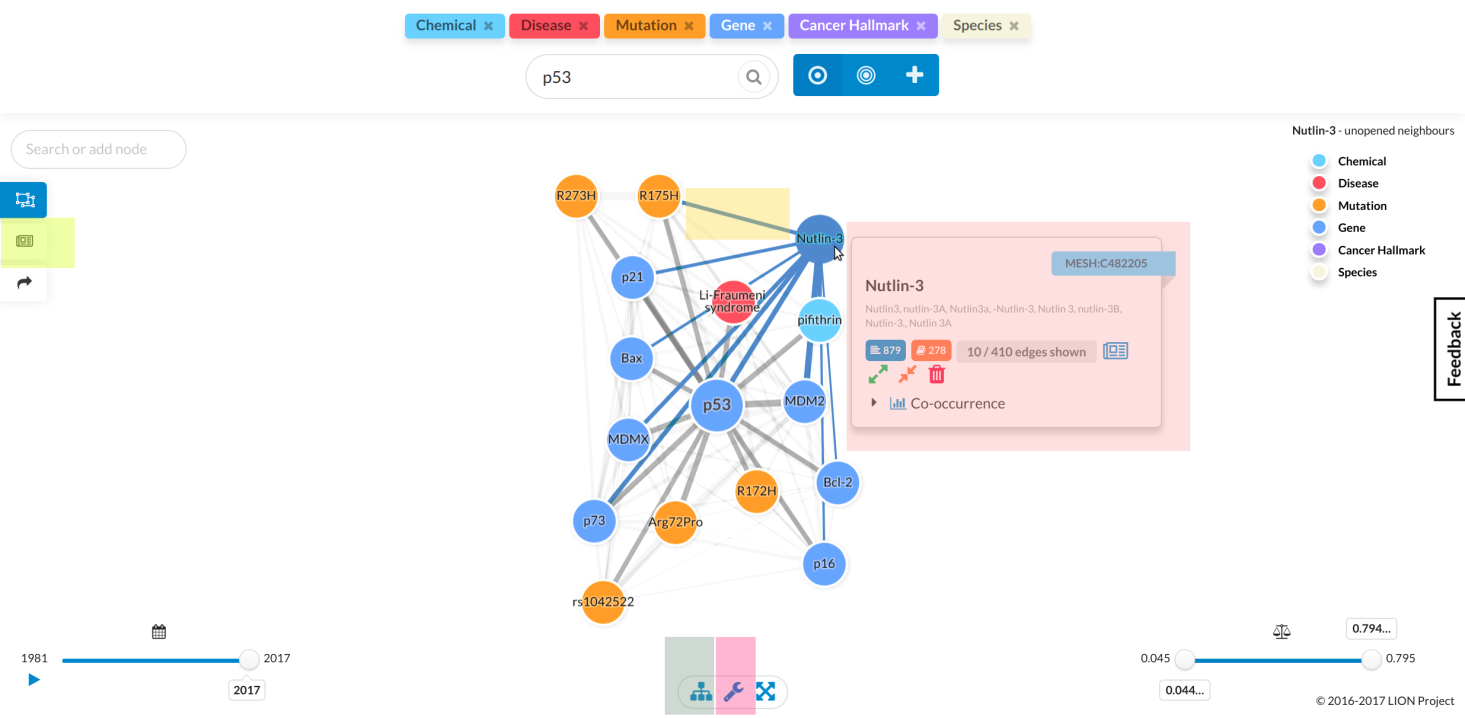 Chemical × Disease × Mutation × Gene × Cancer Hallmark × Species ×
p53
Search or add node
Nutlin-3 - unopened neighbours
Chemical
Disease
Mutation
Gene
Cancer Hallmark
Species
R273H
R175H
Nutlin-3
p21
Li-Fraumeni
syndrome
pifithrin
Bax
p53
MDM2
MDMX
R172H
Bcl-2
p73
Arg72Pro
p16
rs1042522
MESH:C482205
Nutlin-3
Nutlin3, nutlin-3A, Nutlin3a, -Nutlin-3, Nutlin 3, nutlin-3B,
Nutlin-3., Nutlin 3A
879 278 10 / 410 edges shown
Co-occurrence
Feedback
1981 2017
2017
0.794...
0.045 0.795
0.044...
© 2016-2017 LION Project